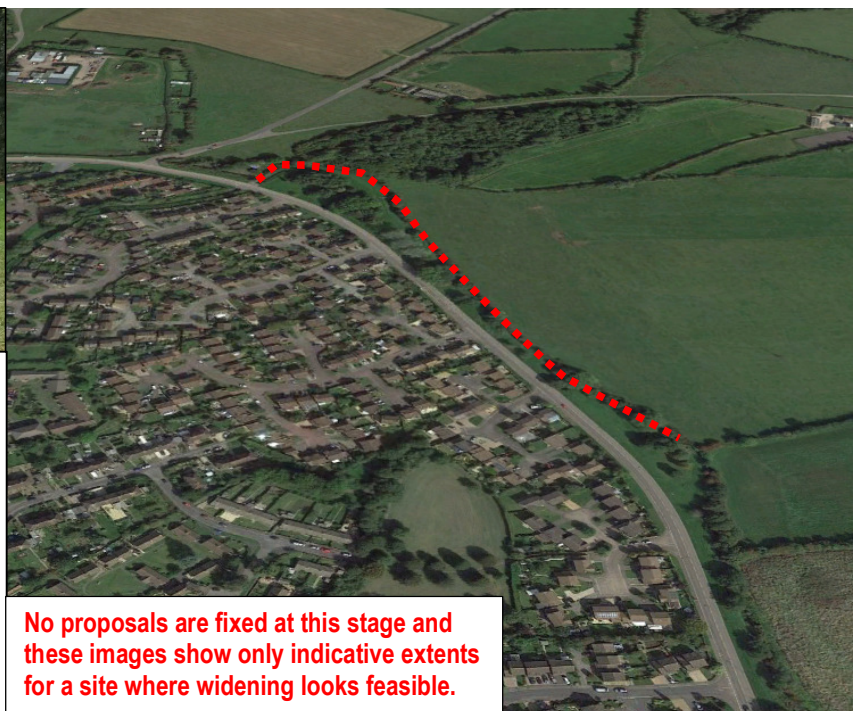 No proposals are fixed at this stage and
these images show only indicative extents
for a site where widening looks feasible.